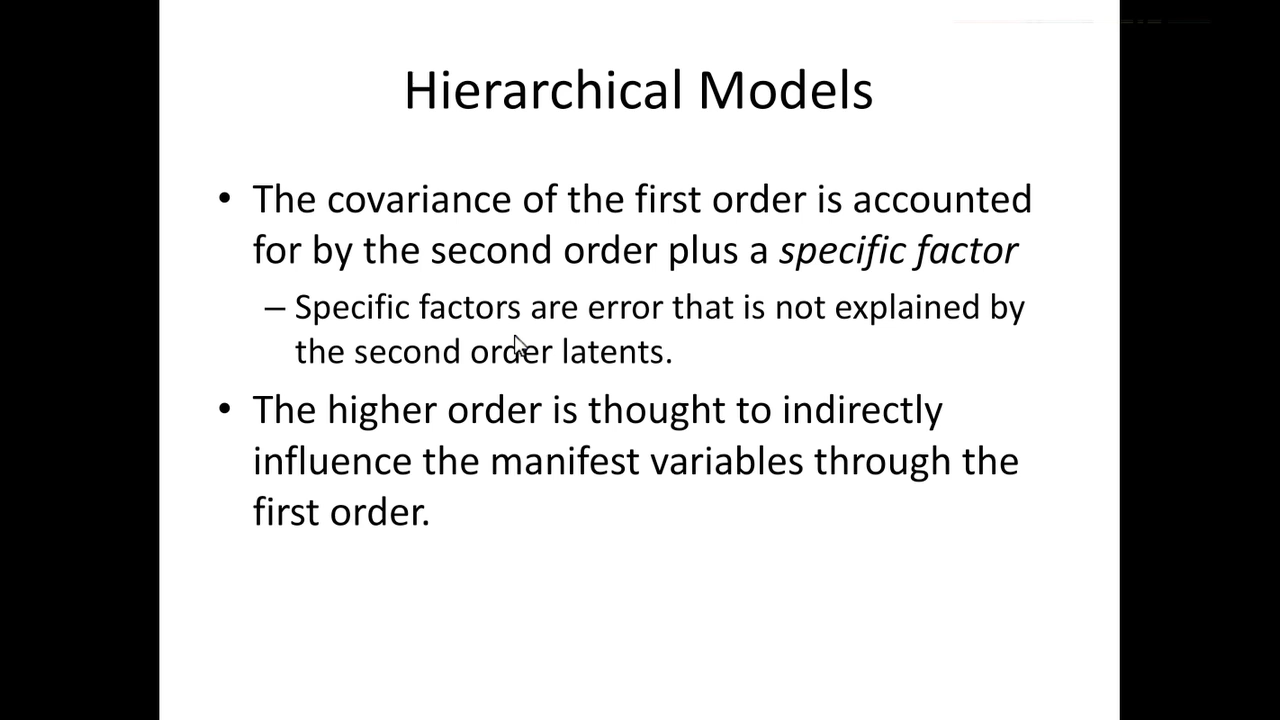 Hierarchical Models
• The covariance of the first order is accounted
for by the second order plus a specific factor
– Specific factors are error that is not explained by
the second order latents.
• The higher order is thought to indirectly
influence the manifest variables through the
first order.